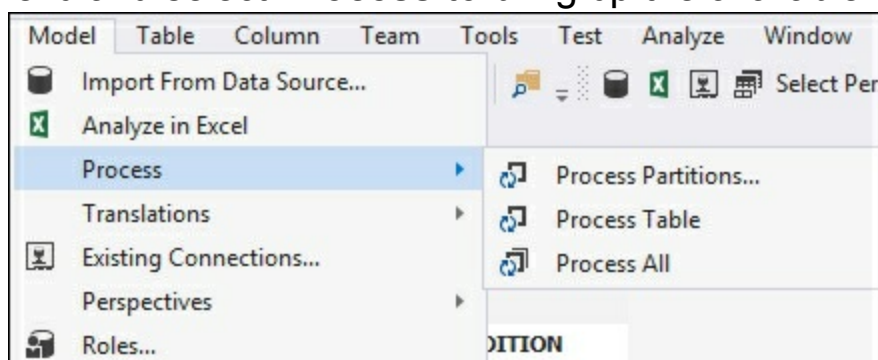 Model Table Column Team Tools Test Analyze Window
Import From Data Source...
Select Per
Analyze in Excel
Process
Process Partitions...
Translations
Process Table
Existing Connections...
Process All
Perspectives
Roles...
DITION